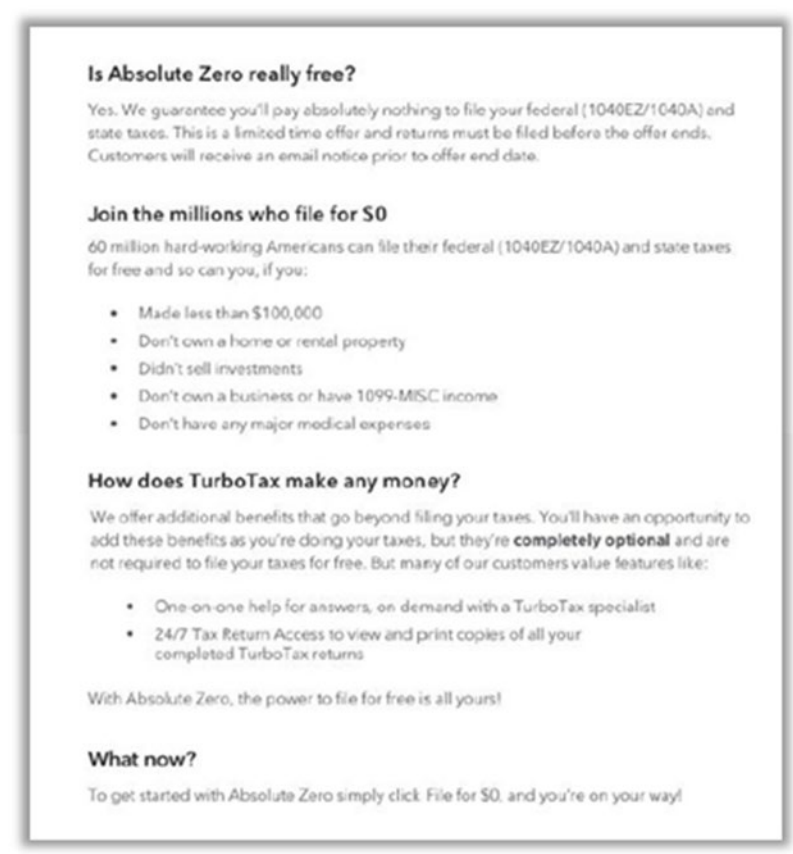 Is Absolute Zero really free?
Yes. We guarantee you'll pay absolutely nothing to file your federal (1040EZ/1040A) and
state taxes. This is a limited time offer and returns must be filed before the offer ends.
Customers will receive an email notice prior to offer end date.
Join the millions who file for $0
60 million hard-working Americans can file their federal (1040EZ/1040A) and state taxes
for free and so can you, if you:
• Made less than $100,000
• Don't own a home or rental property
• Didn't sell investments
• Don't own a business or have 1099-MISC income
• Don't have any major medical expenses
How does TurboTax make any money?
We offer additional benefits that go beyond filing your taxes. You'll have an opportunity to
add these benefits as you're doing your taxes, but they're completely optional and are
not required to file your taxes for free. But many of our customers value features like:
• One-on-one help for answers, on demand with a TurboTax specialist
• 24/7 Tax Return Access to view and print copies of all your
completed TurboTax returns
With Absolute Zero, the power to file for free is all yours!
What now?
To get started with Absolute Zero simply click File for $0, and you're on your way!